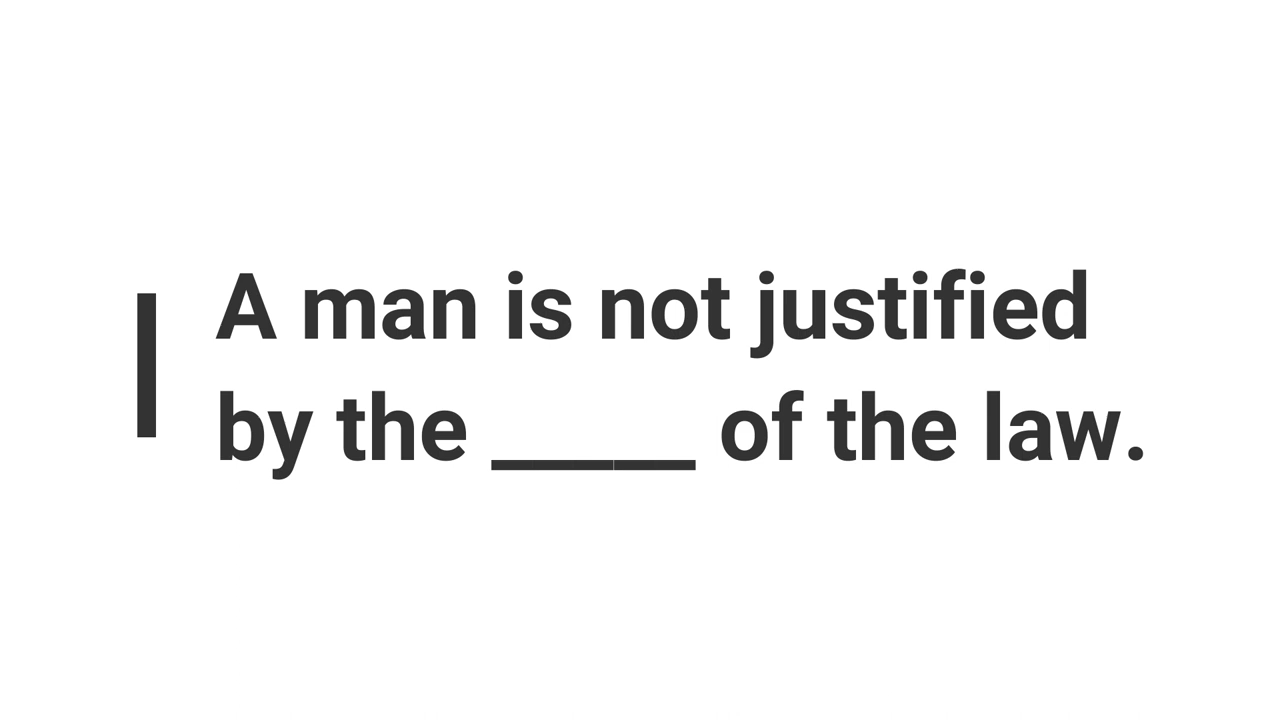 A man is not justified
by the _____ of the law.